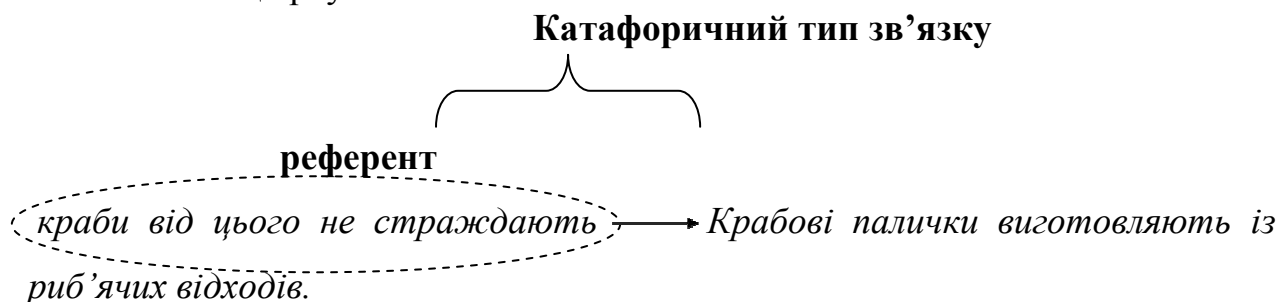 Катафоричний тип зв’язку
референт
краби від цього не страждають Крабові палички виготовляють із
риб’ячих відходів.